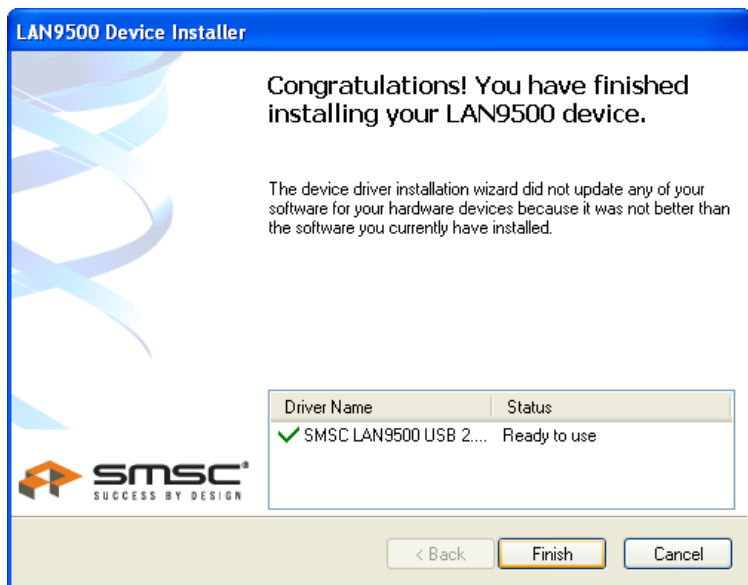 LAN9500 Device Installer
Congratulations! You have finished
installing your LAN9500 device.
The device driver installation wizard did not update any of your
software for your hardware devices because it was not better than
the software you currently have installed.
Driver Name Status
SMSC LAN9500 USB 2.... Ready to use
smsc®
SUCCESS BY DESIGN
< Back Finish Cancel